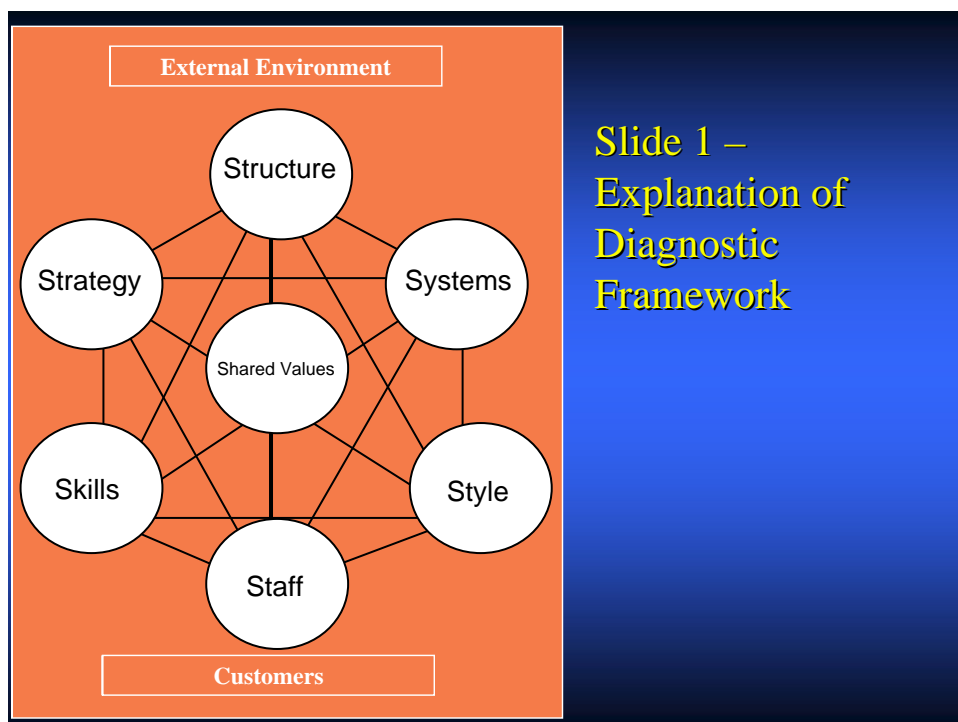 External Environment
Structure
Strategy
Systems
Shared Values
Skills
Style
Staff
Customers
Slide 1 –
Explanation of
Diagnostic
Framework